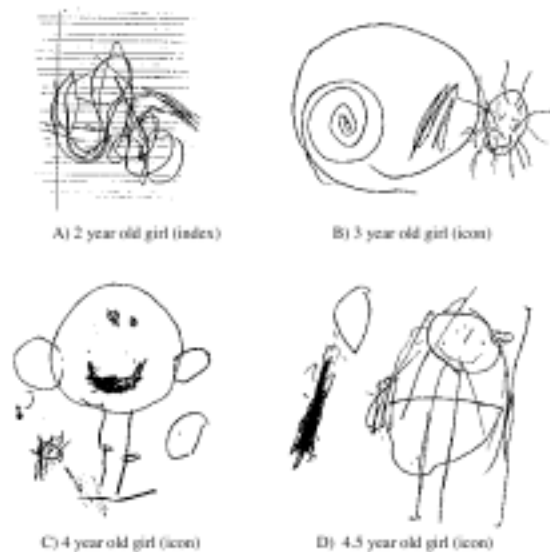 A) 2 year old girl (index)
B) 3 year old girl (icon)
C) 4 year old girl (icon)
D) 4.5 year old girl (icon)